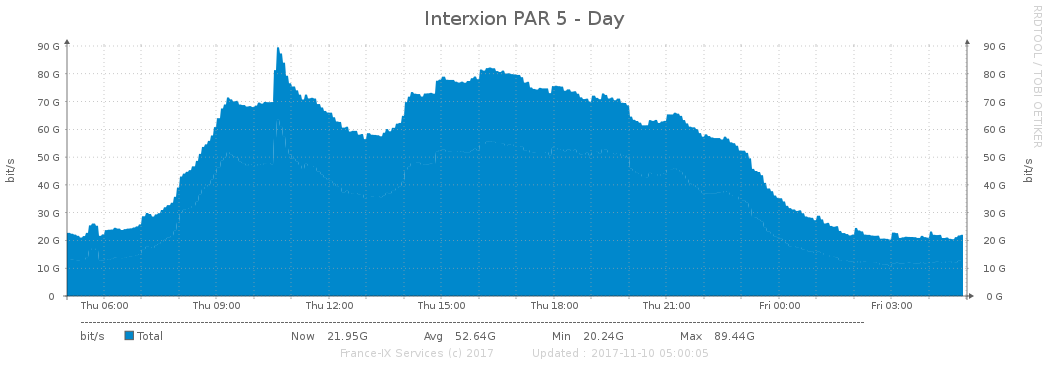 Interxion PAR 5 - Day
RRDTOOL / TOBI OETIKER
bit/s
90 G
80 G
70 G
60 G
50 G
40 G
30 G
20 G
10 G
0
90 G
80 G
70 G
60 G
50 G
40 G
30 G
20 G
10 G
0 G
bit/s
Thu 06:00 Thu 09:00 Thu 12:00 Thu 15:00 Thu 18:00 Thu 21:00 Fri 00:00 Fri 03:00
bit/s Total Now 21.95G Avg 52.64G Min 20.24G Max 89.44G
France-IX Services (c) 2017 Updated : 2017-11-10 05:00:05